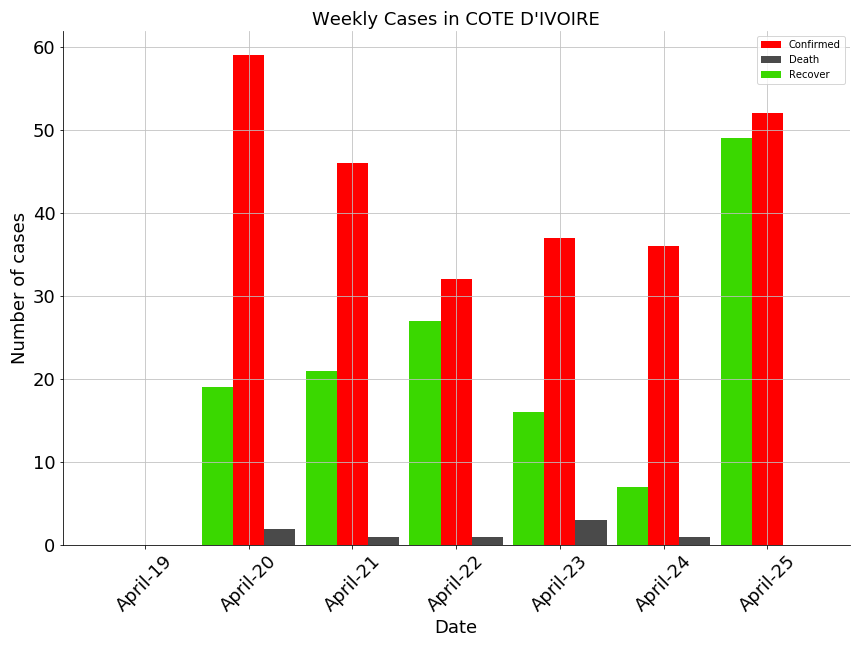 Weekly Cases in COTE D'IVOIRE
Confirmed
Death
Recover
Number of cases
60
50
40
30
20
10
0
April-19
April-20
April-21
April-22
April-23
April-24
April-25
Date